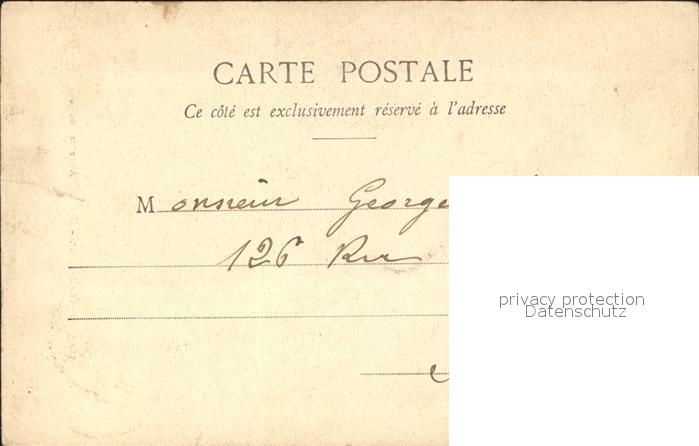 CARTE POSTALE
Ce côté est exclusivement réservé à l'adresse
Monsieur George
126 Rue
privacy protection
Datenschutz